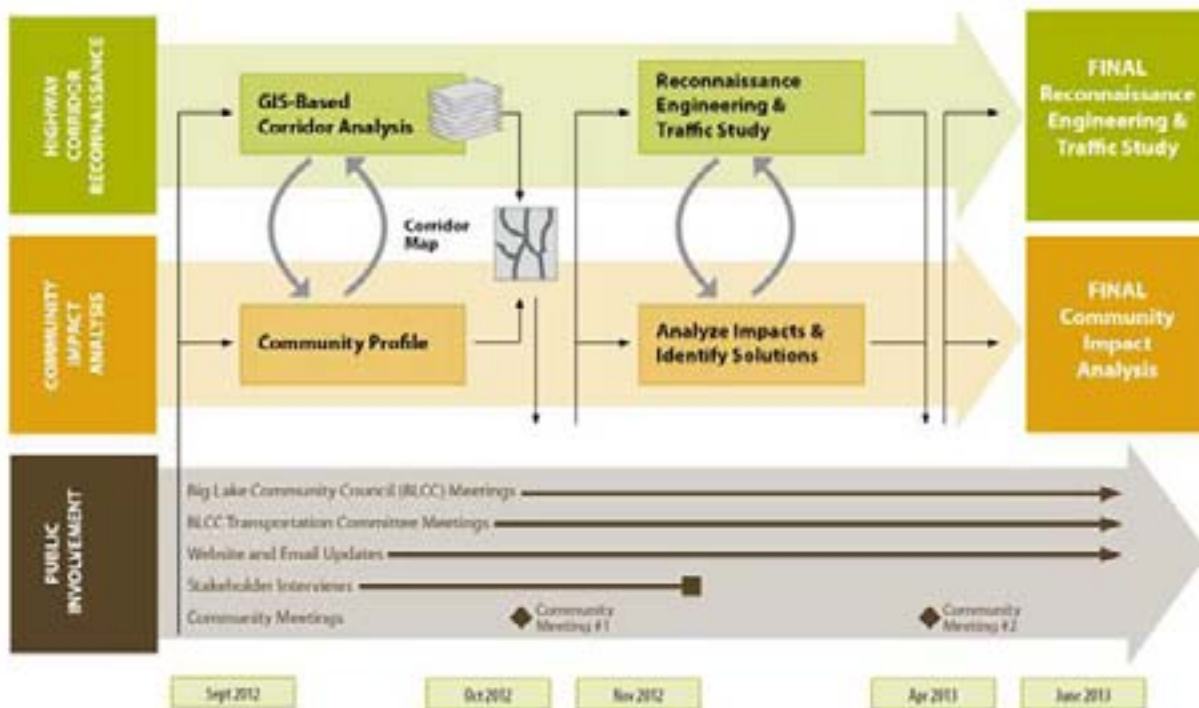 HIGHWAY
CORRIDOR
RECONNAISSANCE
GIS-Based
Corridor Analysis
Reconnaissance
Engineering &
Traffic Study
FINAL
Reconnaissance
Engineering &
Traffic Study
Corridor
Map
COMMUNITY
IMPACT
ANALYSIS
Community Profile
Analyze Impacts &
Identify Solutions
FINAL
Community
Impact
Analysis
PUBLIC
INVOLVEMENT
Big Lake Community Council (BLCC) Meetings
BLCC Transportation Committee Meetings
Website and Email Updates
Stakeholder Interviews
Community Meetings
Community
Meeting #1
Community
Meeting #2
Sept 2012
Oct 2012
Nov 2012
Apr 2013
June 2013